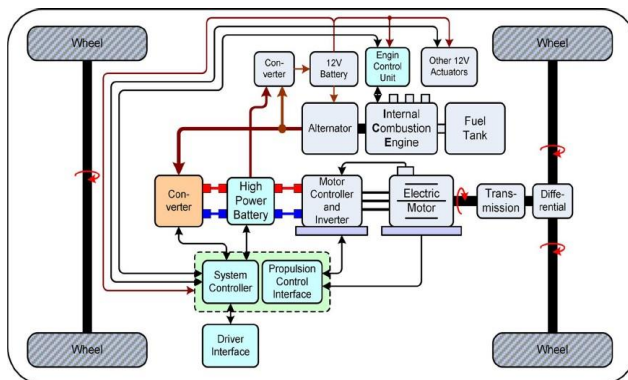 Wheel
Wheel
Con-
verter
12V
Battery
Engin
Control
Unit
Other 12V
Actuators
Alternator
Internal
Combustion
Engine
Fuel
Tank
Con-
verter
High
Power
Battery
Motor
Controller
and
Inverter
Electric
Motor
Trans-
mission
Diffe-
rential
System
Controller
Propulsion
Control
Interface
Driver
Interface
Wheel
Wheel